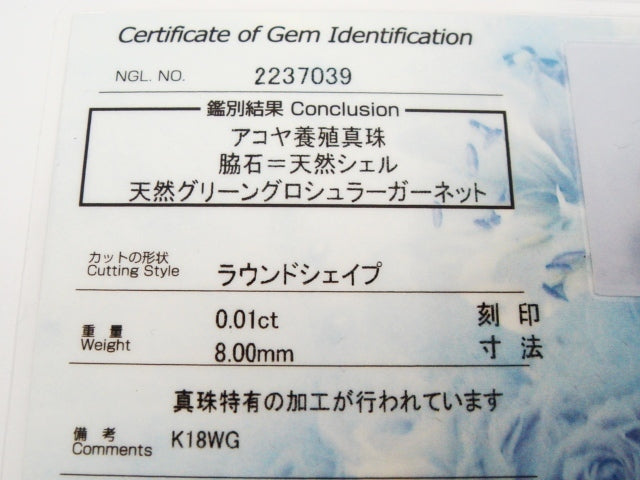 Certificate of Gem Identification
NGL. NO. 2237039
鑑別結果 Conclusion
アコヤ養殖真珠
脇石＝天然シェル
天然グリーングロシュラーガーネット
カットの形状
Cutting Style ラウンドシェイプ
重量
Weight
0.01ct 刻印
8.00mm 寸法
真珠特有の加工が行われています
備考
Comments K18WG